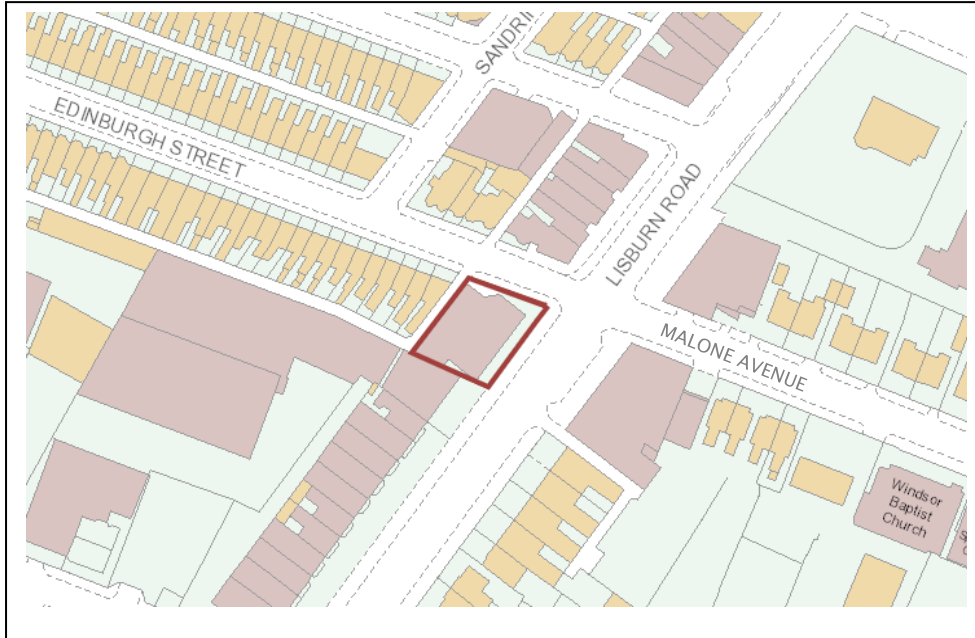 SANDRI
EDINBURGH STREET
LISBURN ROAD
MALONE AVENUE
Windsor
Baptist
Church